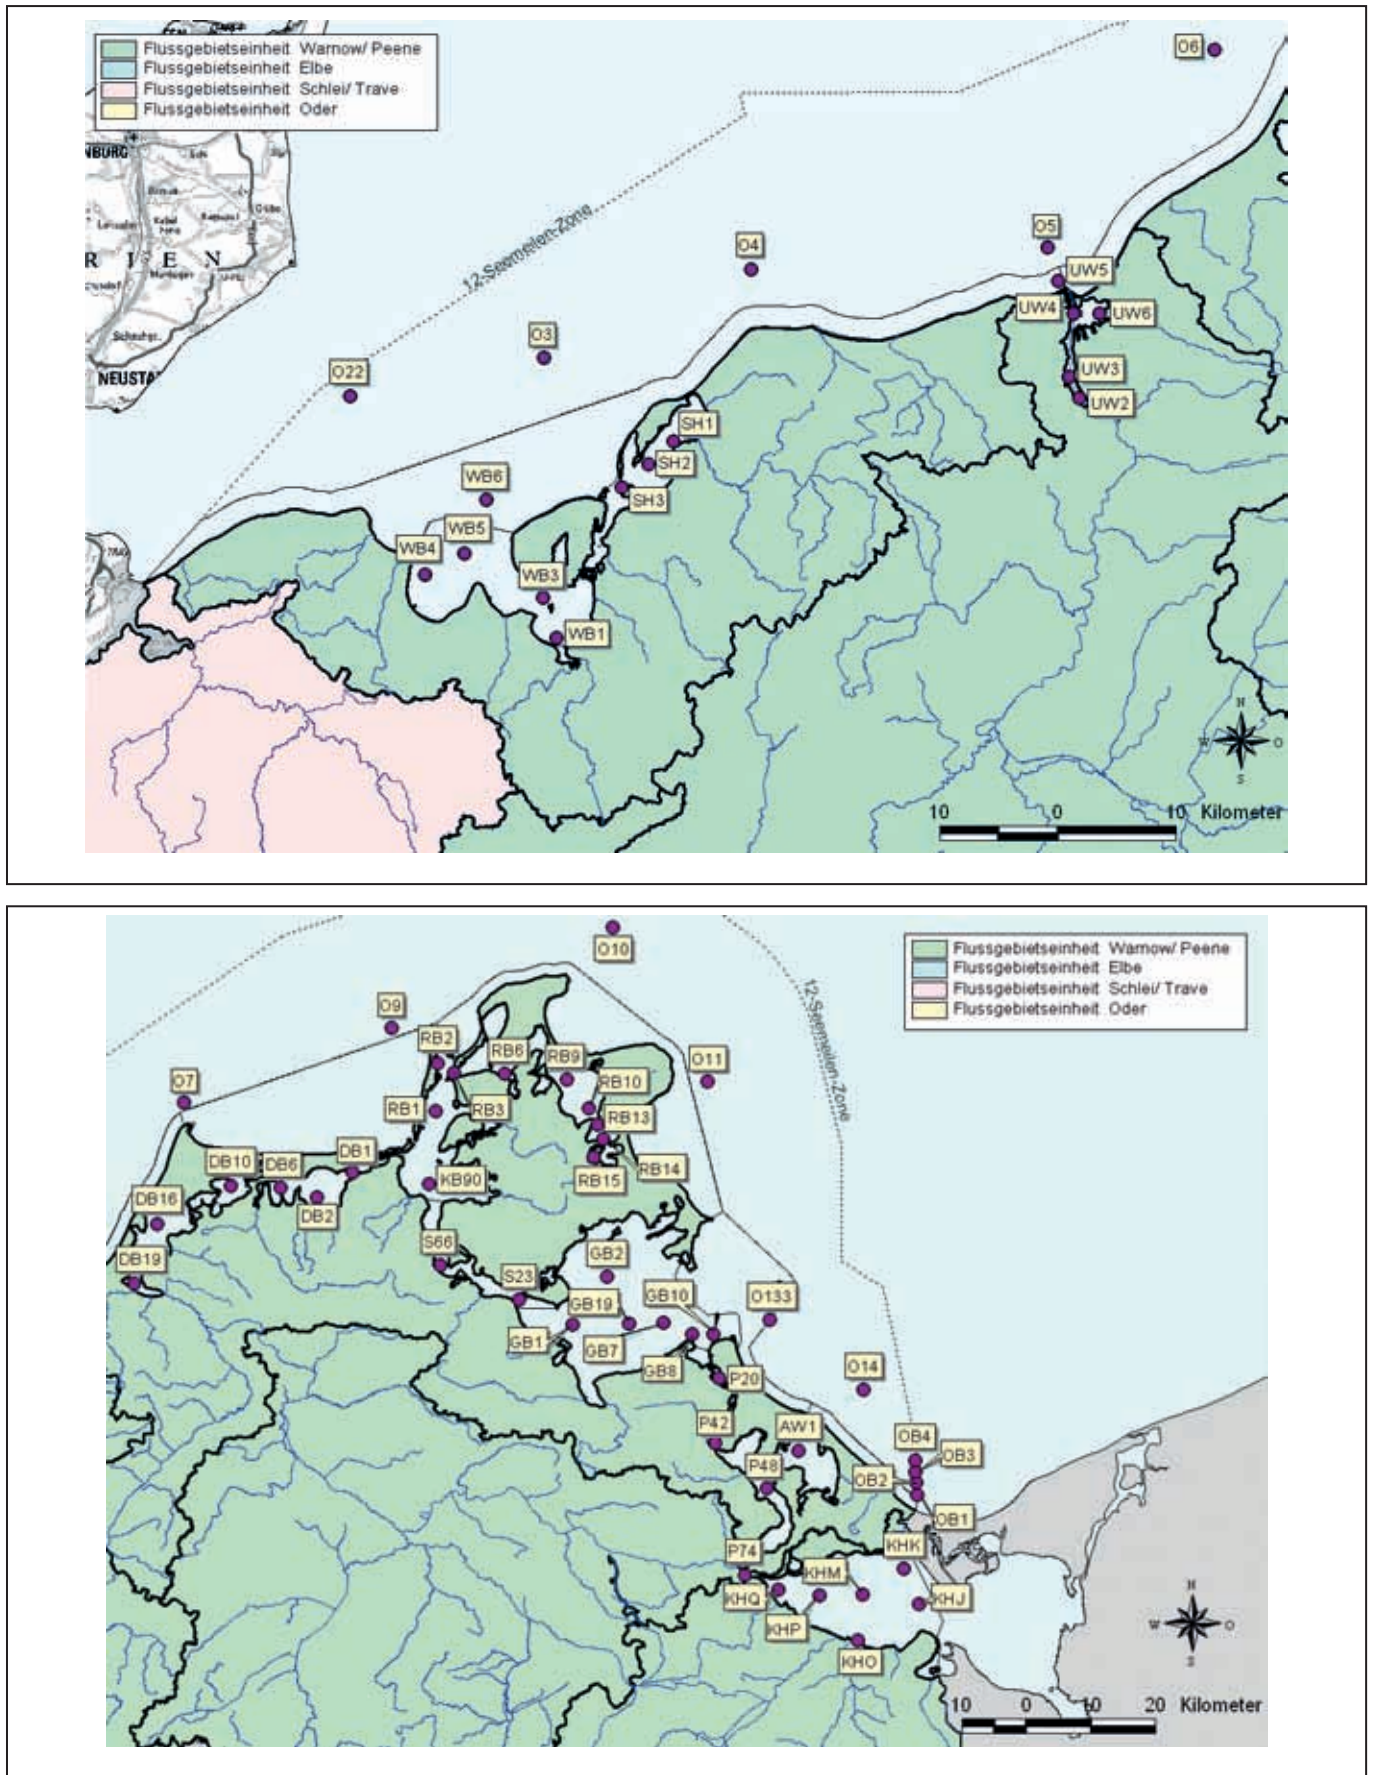 Flussgebietseinheit Warnow/ Peene
Flussgebietseinheit Elbe
Flussgebietseinheit Schlei/ Trave
Flussgebietseinheit Oder
O6
NBURG
R I E N
NEUSTA
12-Seemeilen-Zone
O5
O4
UW5
UW4
UW6
O3
O22
UW3
UW2
SH1
SH2
SH3
WB6
WB5
WB4
WB3
WB1
N
W
O
S
10 0 10 Kilometer
O10
Flussgebietseinheit Warnow/ Peene
Flussgebietseinheit Elbe
Flussgebietseinheit Schlei/ Trave
Flussgebietseinheit Oder
12-Seemeilen-Zone
O9
RB2
RB6
RB9
O11
O7
RB10
RB1
RB3
RB13
DB10
DB6
DB1
RB14
RB15
KB90
DB16
DB2
S66
DB19
GB2
S23
GB10
O133
GB19
GB1
GB7
GB8
O14
P20
P42
AW1
OB4
OB3
P48
OB2
OB1
KHK
P74
KHM
KHQ
KHJ
KHP
KHO
N
W
O
S
10 0 10 20 Kilometer